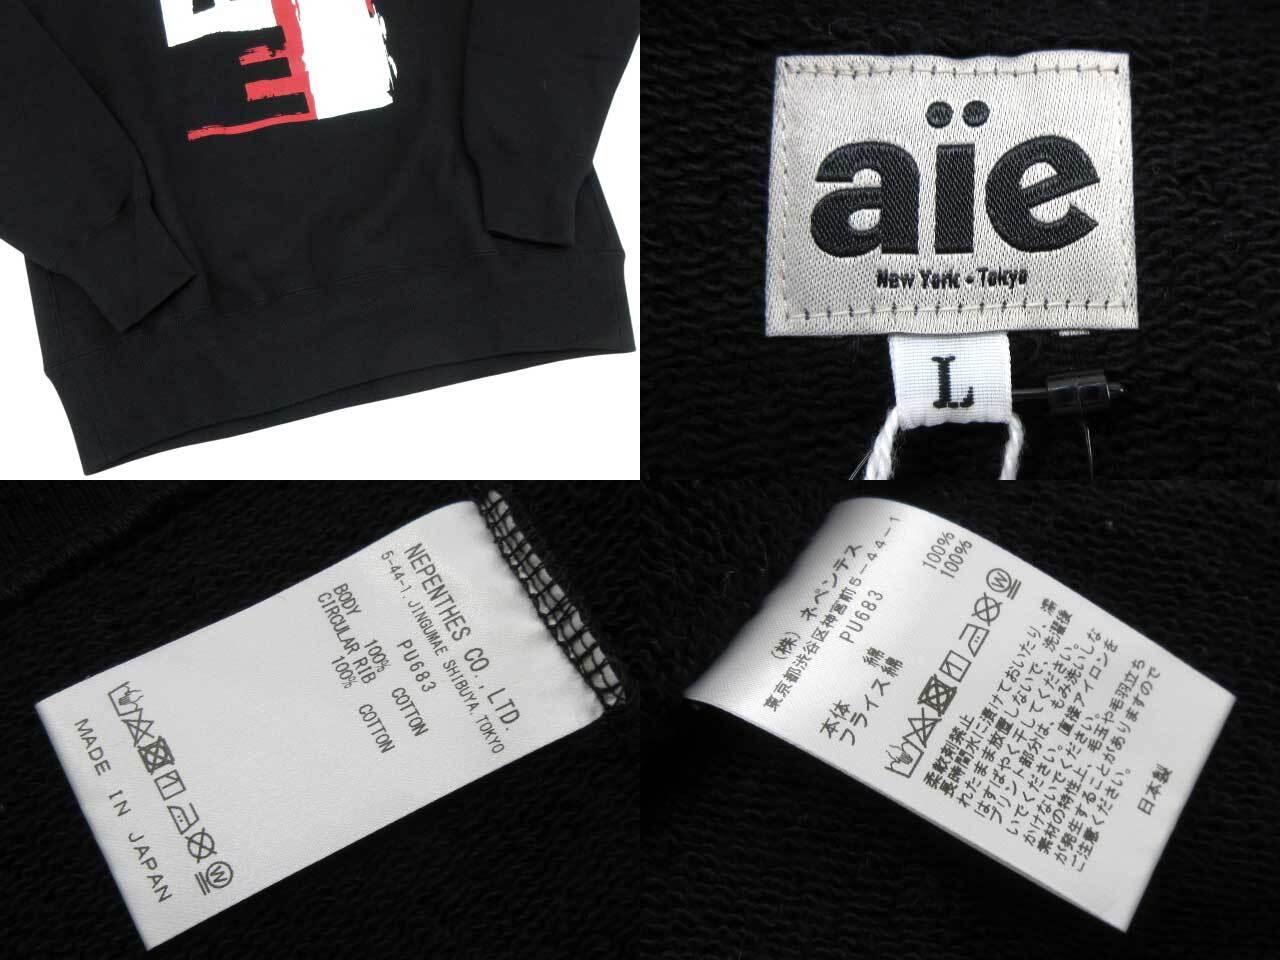 aïe
New York • Tokyo
L
NEPENTHES CO., LTD.
5-44-1, JINGUMAE SHIBUYA, TOKYO
PU683
BODY 100% COTTON
CIRCULAR RIB
100% COTTON
MADE IN JAPAN
(株) ネペンテス
東京都渋谷区神宮前5-44-1
PU683
本体 綿 100%
フライス 綿 100%
柔軟剤禁止
長時間水に漬けておいたり、濡
れたまま放置しないで、洗濯後
はすばやく干してください。
プリント部分は、もみ洗いしな
いでください。直接アイロンを
かけないでください。
素材の特性上、毛玉や毛羽立ち
が発生することがありますので
ご注意ください。
日本製